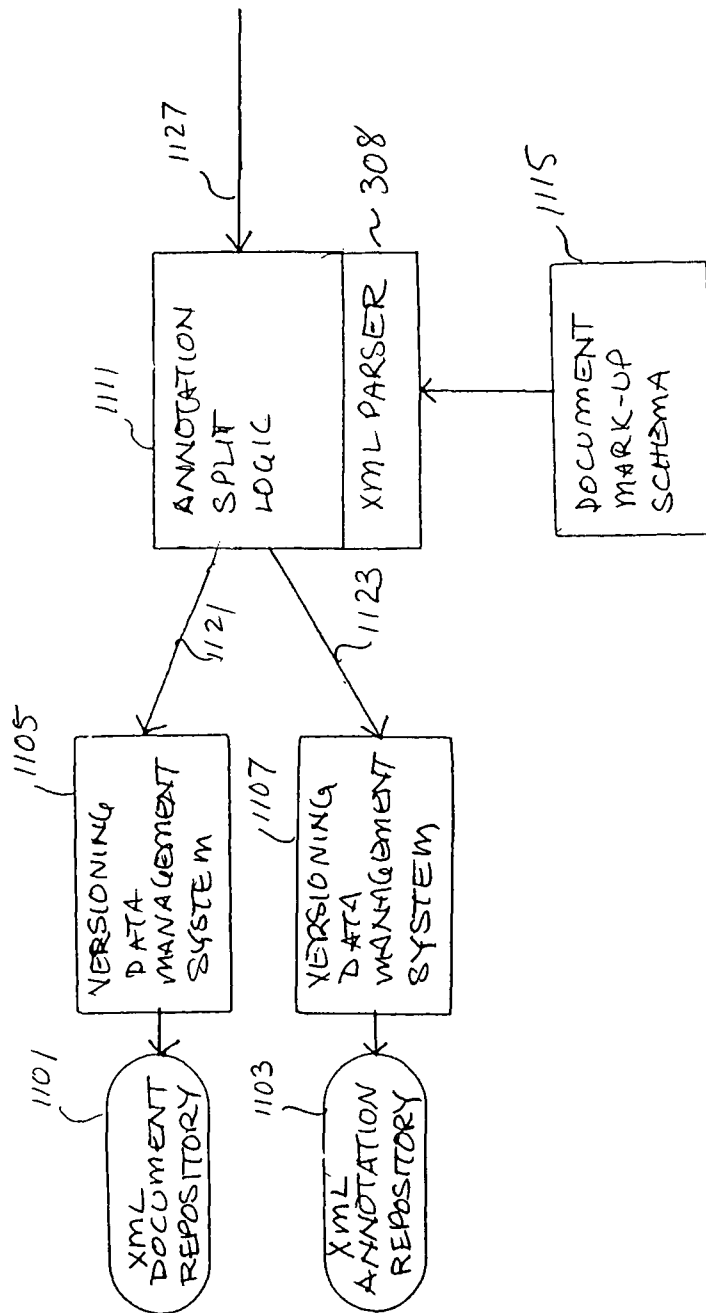 1101
XML
DOCUMENT
REPOSITORY
1105
VERSIONING
DATA
MANAGEMENT
SYSTEM
1121
1111
ANNOTATION
SPLIT
LOGIC
1127
XML PARSER
308
1103
XML
ANNOTATION
REPOSITORY
1107
VERSIONING
DATA
MANAGEMENT
SYSTEM
1123
1115
DOCUMENT
MARK-UP
SCHEMA